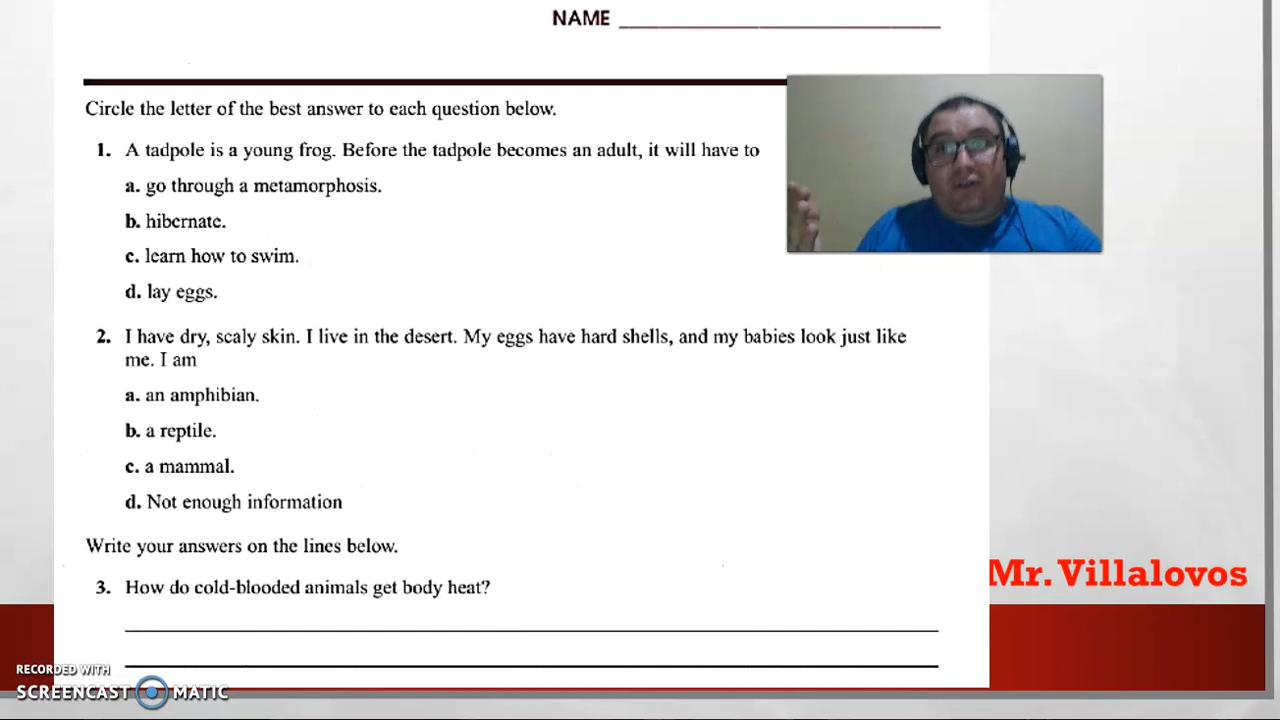 NAME
Circle the letter of the best answer to each question below.
1. A tadpole is a young frog. Before the tadpole becomes an adult, it will have to
a. go through a metamorphosis.
b. hibernate.
c. learn how to swim.
d. lay eggs.
2. I have dry, scaly skin. I live in the desert. My eggs have hard shells, and my babies look just like
me. I am
a. an amphibian.
b. a reptile.
c. a mammal.
d. Not enough information
Write your answers on the lines below.
3. How do cold-blooded animals get body heat?
Mr. Villalovos
RECORDED WITH
SCREENCAST MATIC